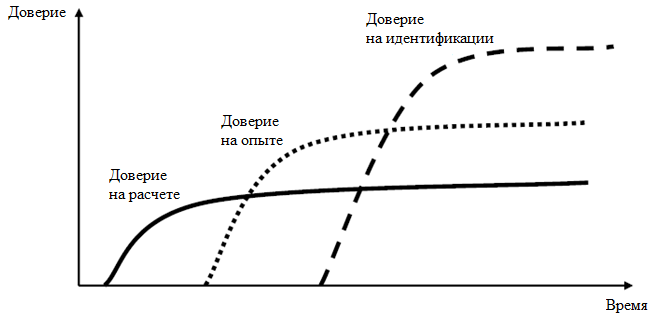 Доверие
Доверие
на идентификации
Доверие
на опыте
Доверие
на расчете
Время